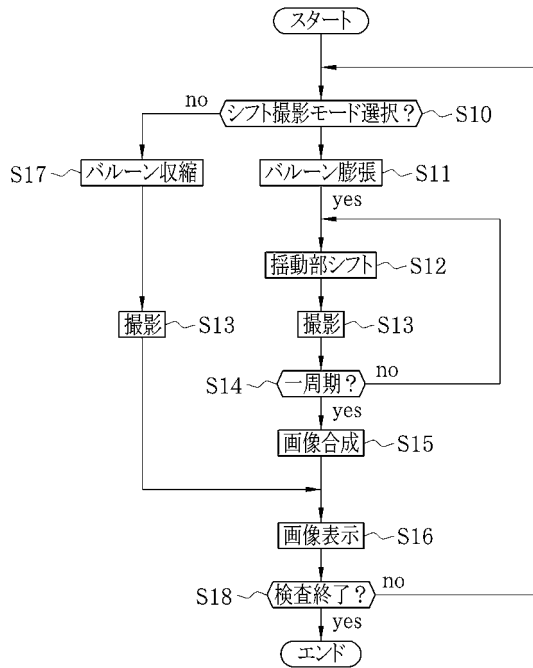 スタート
no
シフト撮影モード選択？
S10
S17
バルーン収縮
バルーン膨張
S11
yes
揺動部シフト
S12
撮影
S13
撮影
S13
S14
一周期？
no
yes
画像合成
S15
画像表示
S16
S18
検査終了？
no
yes
エンド